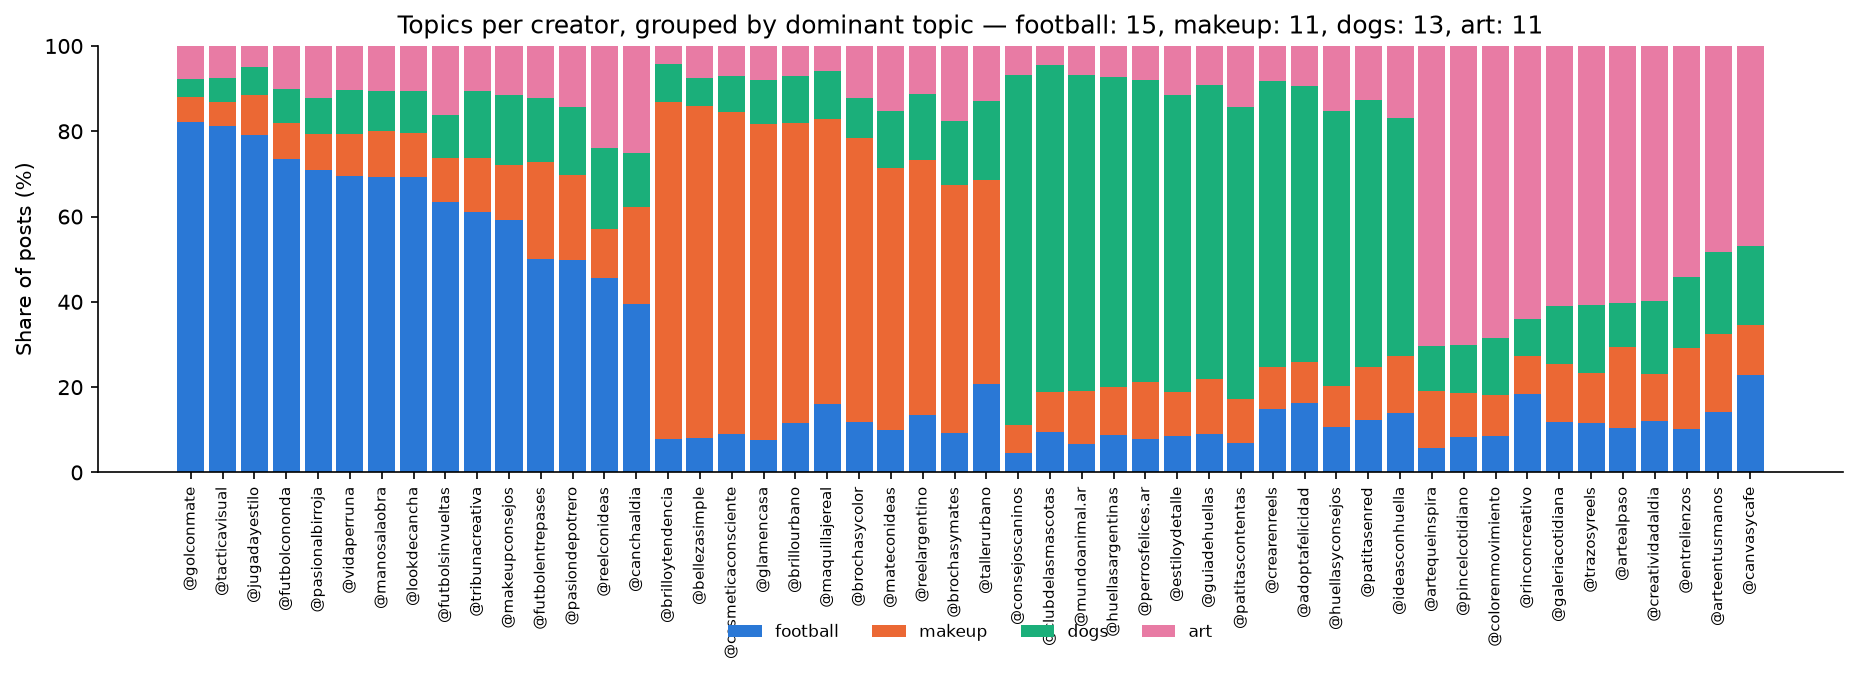 Topics per creator, grouped by dominant topic — football: 15, makeup: 11, dogs: 13, art: 11
Share of posts (%)
100
80
60
40
20
0
@golconmate
@tacticavisual
@jugadayestilo
@futbolcononda
@pasionalbirroja
@vidaperruna
@manosalaobra
@lookdecancha
@futbolsinvueltas
@tribunacreativa
@makeupconsejos
@futbolentrepases
@pasiondepotrero
@reelconideas
@canchaaldia
@brilloytendencia
@bellezasimple
@cosmeticaconsciente
@glamencasa
@brillourbano
@maquillajereal
@brochasycolor
@mateconideas
@reelargentino
@brochasymates
@tallerurbano
@consejoscaninos
@clubdelasmascotas
@mundoanimal.ar
@huellasargentinas
@perrosfelices.ar
@estiloydetalle
@guiadehuellas
@patitascontentas
@crearenreels
@adoptafelicidad
@huellasyconsejos
@patitasenred
@ideasconhuella
@artequeinspira
@pincelcotidiano
@colorenmovimiento
@rinconcreativo
@galeriacotidiana
@trazosyreels
@artealpaso
@creatividadaldia
@entrelienzos
@arteentusmanos
@canvasycafe
football
makeup
dogs
art